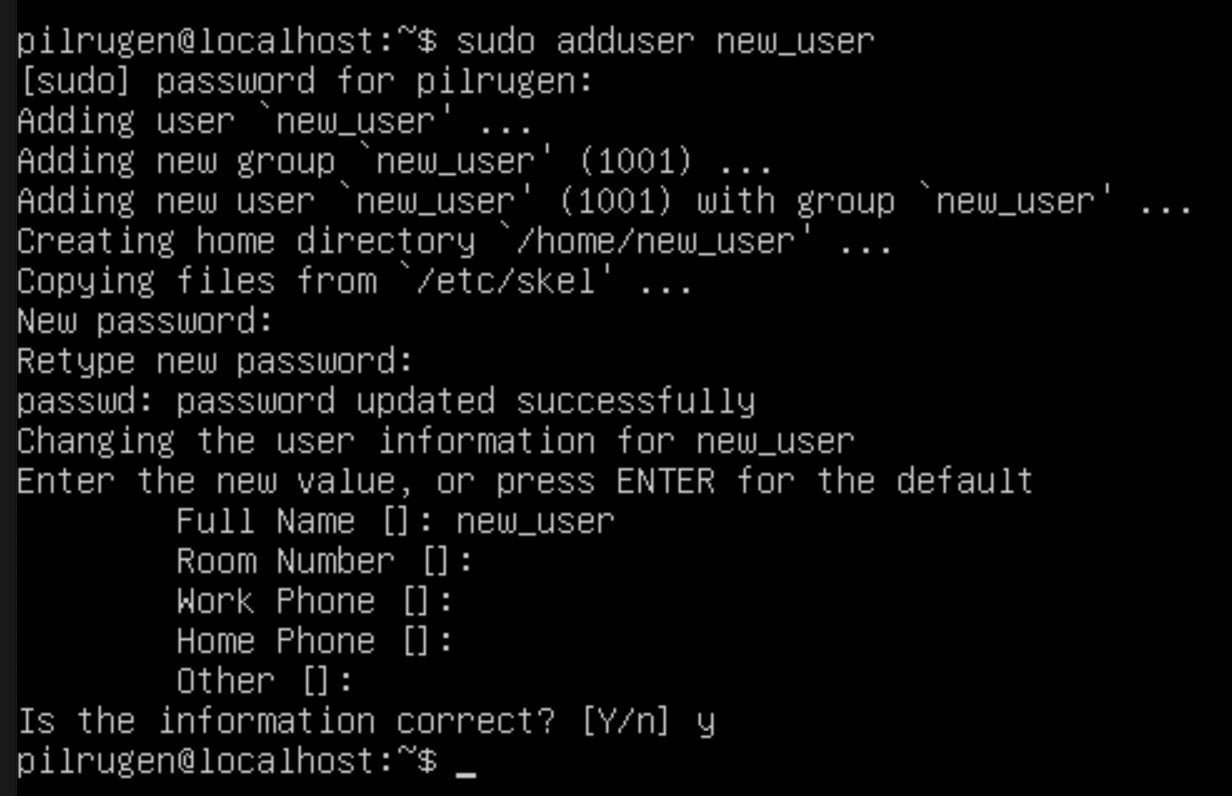 pilrugen@localhost:~$ sudo adduser new_user
[sudo] password for pilrugen:
Adding user `new_user' ...
Adding new group `new_user' (1001) ...
Adding new user `new_user' (1001) with group `new_user' ...
Creating home directory `/home/new_user' ...
Copying files from `/etc/skel' ...
New password:
Retype new password:
passwd: password updated successfully
Changing the user information for new_user
Enter the new value, or press ENTER for the default
        Full Name []: new_user
        Room Number []:
        Work Phone []:
        Home Phone []:
        Other []:
Is the information correct? [Y/n] y
pilrugen@localhost:~$ _